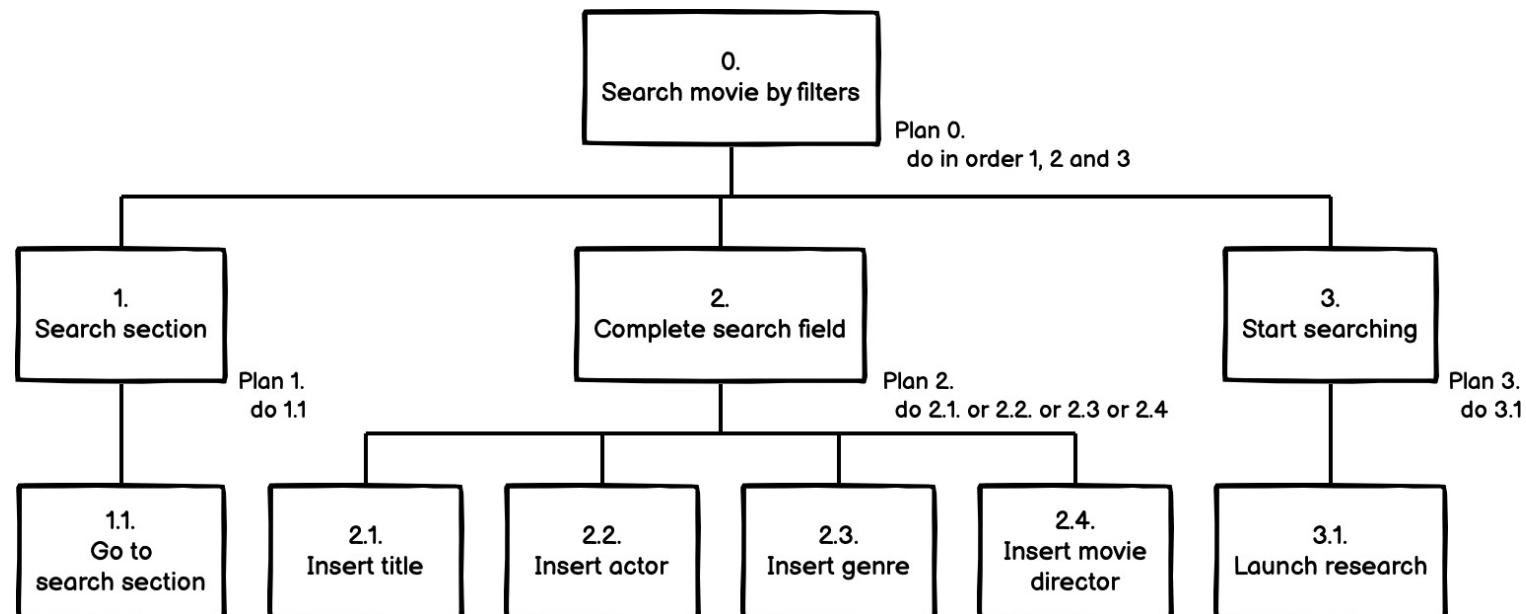 0.
Search movie by filters
Plan 0.
do in order 1, 2 and 3
1.
Search section
Plan 1.
do 1.1
2.
Complete search field
Plan 2.
do 2.1. or 2.2. or 2.3 or 2.4
3.
Start searching
Plan 3.
do 3.1
1.1.
Go to
search section
2.1.
Insert title
2.2.
Insert actor
2.3.
Insert genre
2.4.
Insert movie
director
3.1.
Launch research